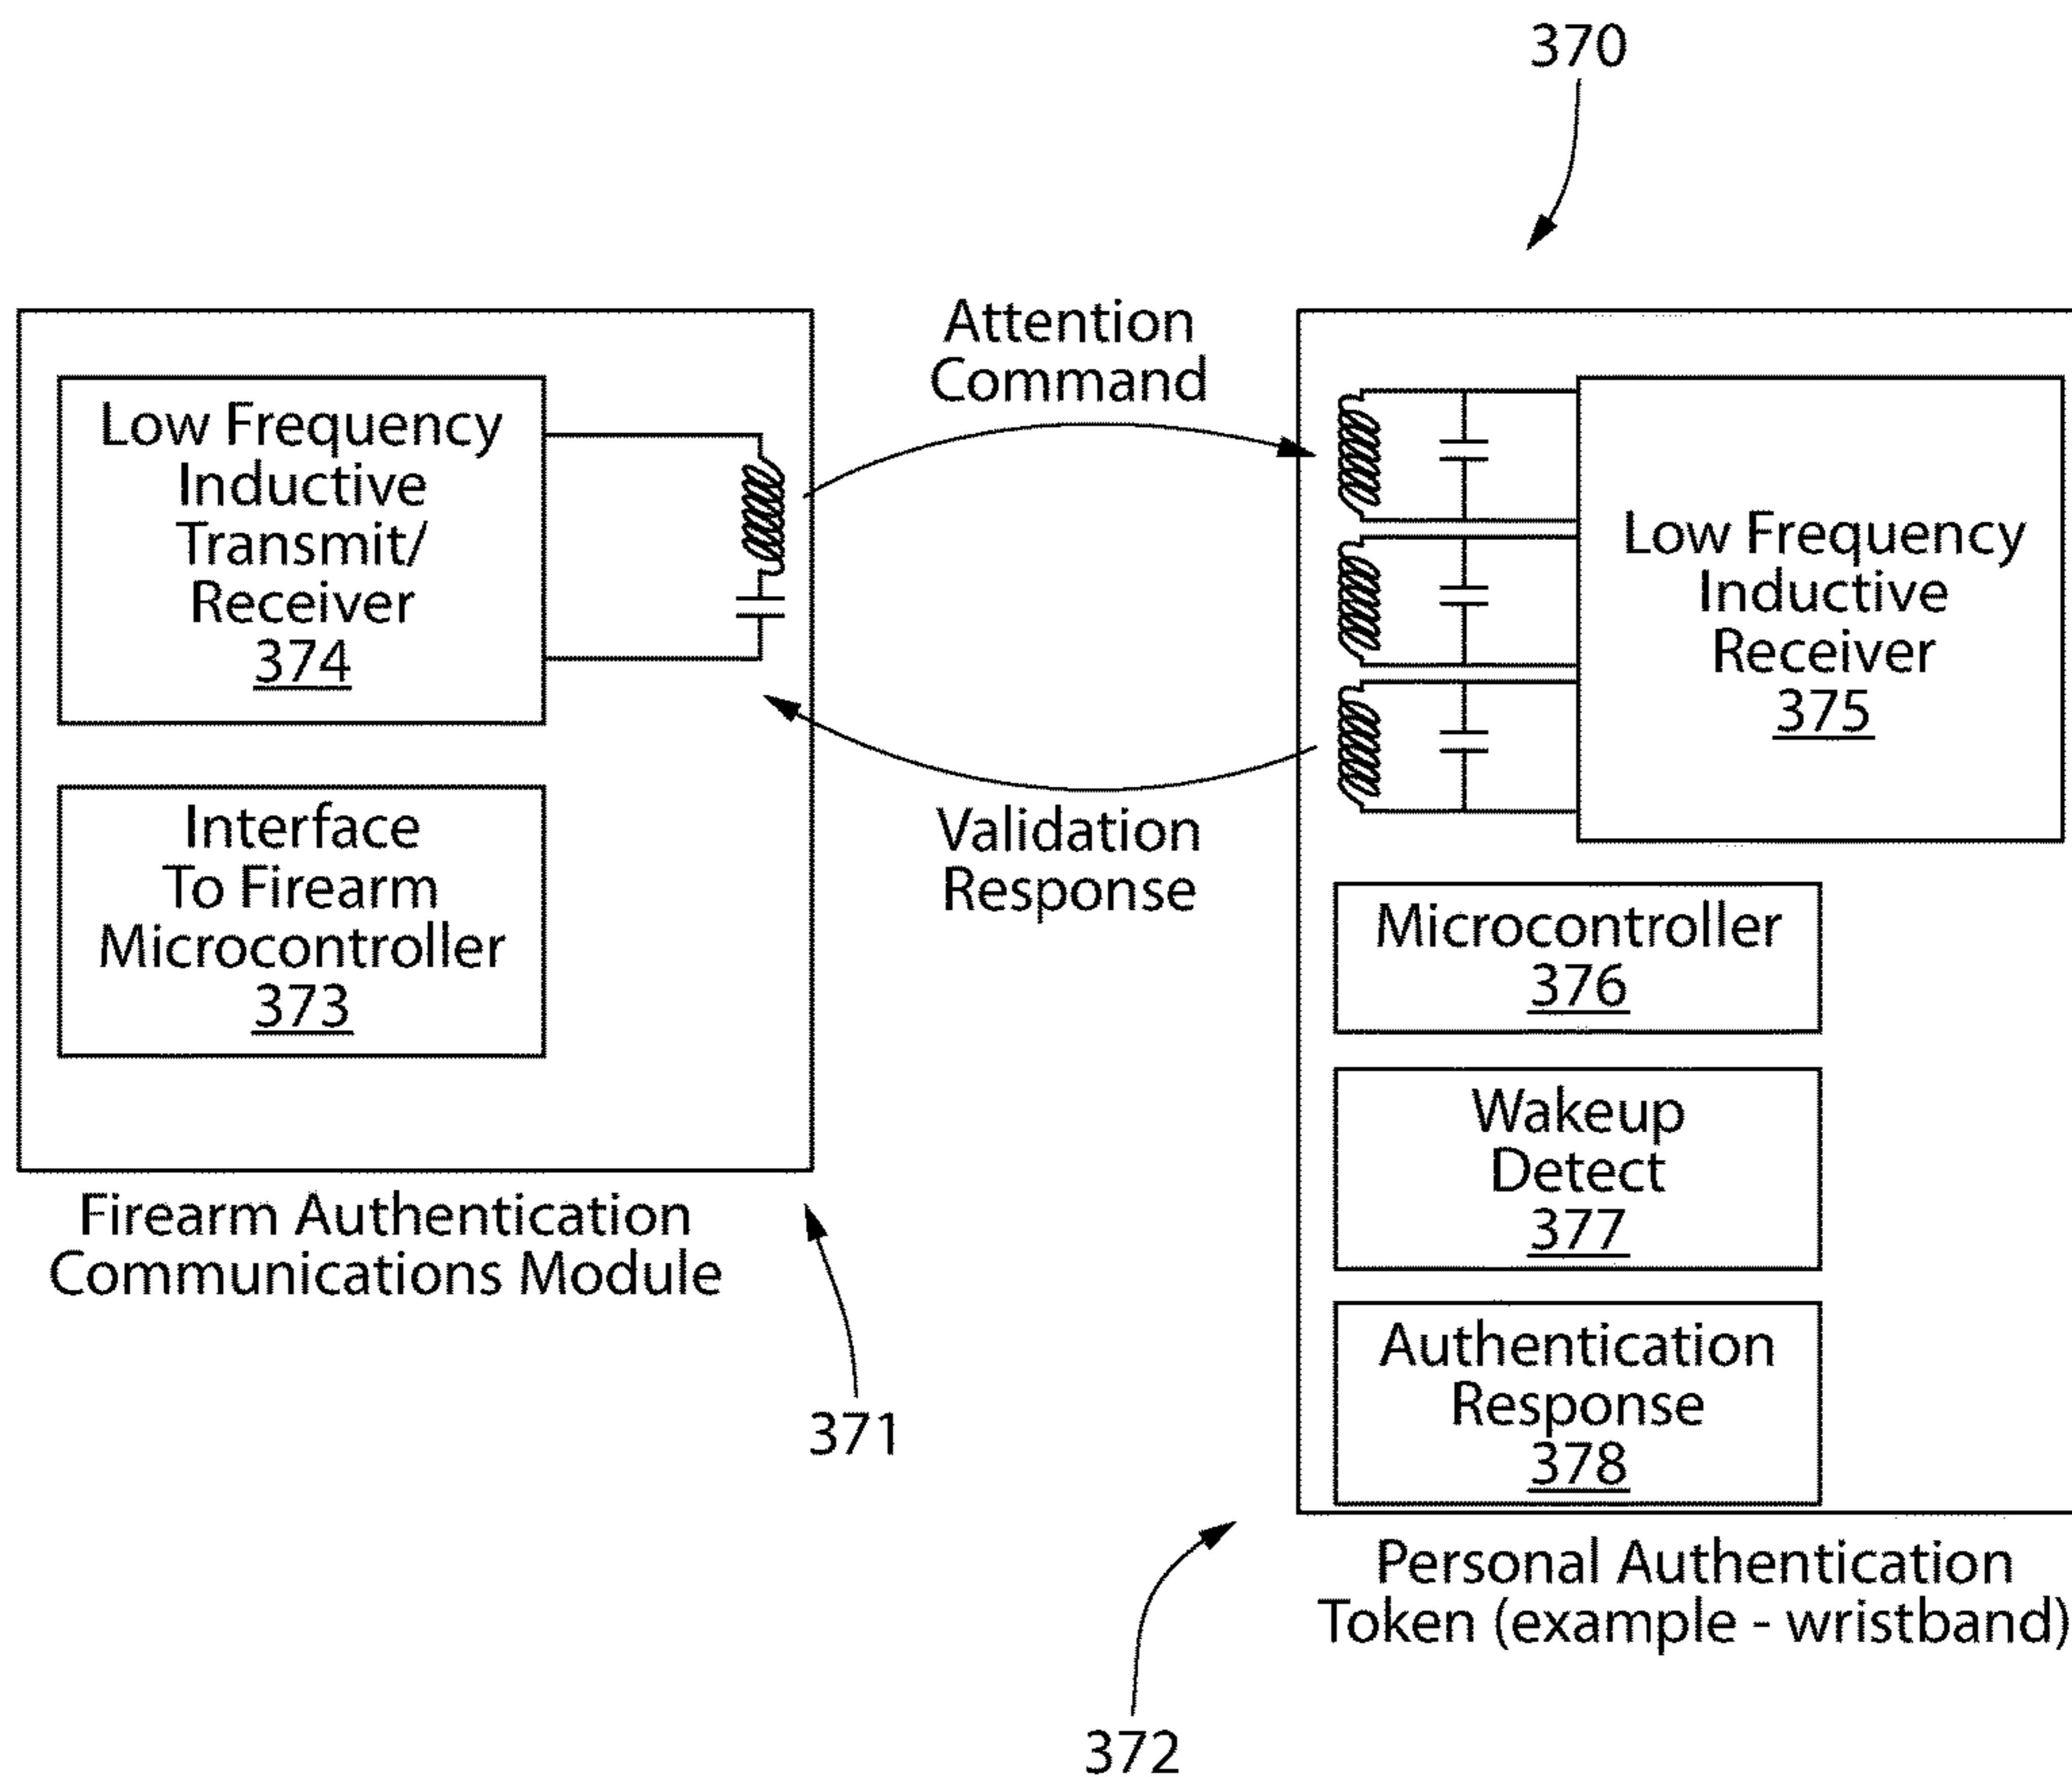 370
Attention
Command
Low Frequency
Inductive
Transmit/
Receiver
374
Interface
To Firearm
Microcontroller
373
Firearm Authentication
Communications Module
371
Validation
Response
Low Frequency
Inductive
Receiver
375
Microcontroller
376
Wakeup
Detect
377
Authentication
Response
378
Personal Authentication
Token (example - wristband)
372